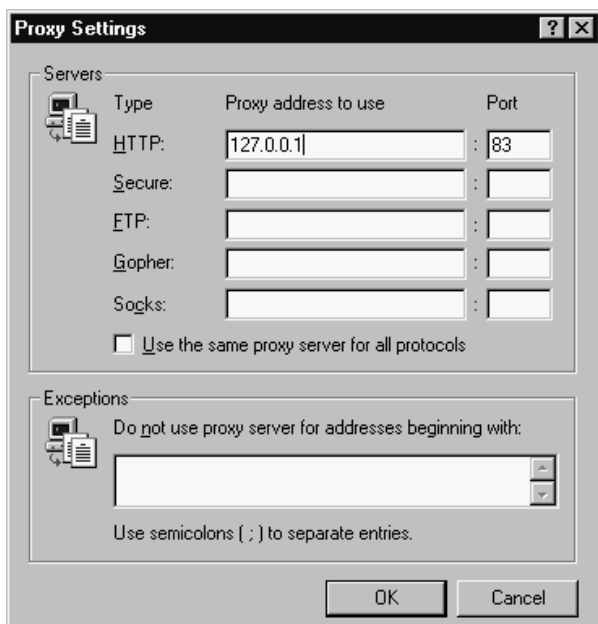 Proxy Settings
Servers
Type Proxy address to use Port
HTTP: 127.0.0.1 : 83
Secure: :
FTP: :
Gopher: :
Socks: :
Use the same proxy server for all protocols
Exceptions
Do not use proxy server for addresses beginning with:
Use semicolons ( ; ) to separate entries.
OK Cancel